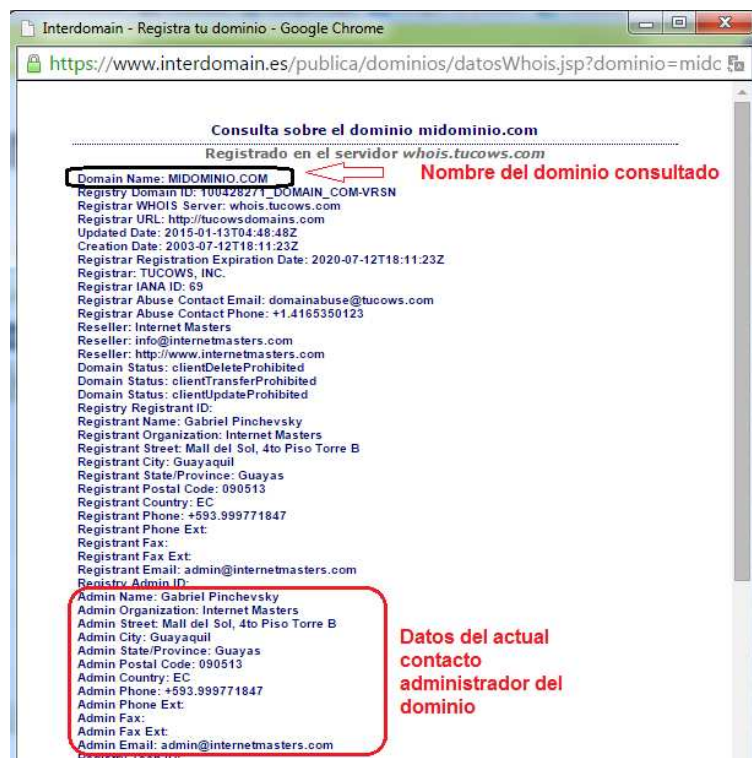 Interdomain - Registra tu dominio - Google Chrome
https://www.interdomain.es/publica/dominios/datosWhois.jsp?dominio=midc
Consulta sobre el dominio midominio.com
Registrado en el servidor whois.tucows.com
Domain Name: MIDOMINIO.COM
Nombre del dominio consultado
Registry Domain ID: 100428271_DOMAIN_COM-VRSN
Registrar WHOIS Server: whois.tucows.com
Registrar URL: http://tucowsdomains.com
Updated Date: 2015-01-13T04:48:48Z
Creation Date: 2003-07-12T18:11:23Z
Registrar Registration Expiration Date: 2020-07-12T18:11:23Z
Registrar: TUCOWS, INC.
Registrar IANA ID: 69
Registrar Abuse Contact Email: domainabuse@tucows.com
Registrar Abuse Contact Phone: +1.4165350123
Reseller: Internet Masters
Reseller: info@internetmasters.com
Reseller: http://www.internetmasters.com
Domain Status: clientDeleteProhibited
Domain Status: clientTransferProhibited
Domain Status: clientUpdateProhibited
Registry Registrant ID:
Registrant Name: Gabriel Pinchevsky
Registrant Organization: Internet Masters
Registrant Street: Mall del Sol, 4to Piso Torre B
Registrant City: Guayaquil
Registrant State/Province: Guayas
Registrant Postal Code: 090513
Registrant Country: EC
Registrant Phone: +593.999771847
Registrant Phone Ext:
Registrant Fax:
Registrant Fax Ext:
Registrant Email: admin@internetmasters.com
Registry Admin ID:
Admin Name: Gabriel Pinchevsky
Admin Organization: Internet Masters
Admin Street: Mall del Sol, 4to Piso Torre B
Admin City: Guayaquil
Admin State/Province: Guayas
Admin Postal Code: 090513
Admin Country: EC
Admin Phone: +593.999771847
Admin Phone Ext:
Admin Fax:
Admin Fax Ext:
Admin Email: admin@internetmasters.com
Datos del actual
contacto
administrador del
dominio